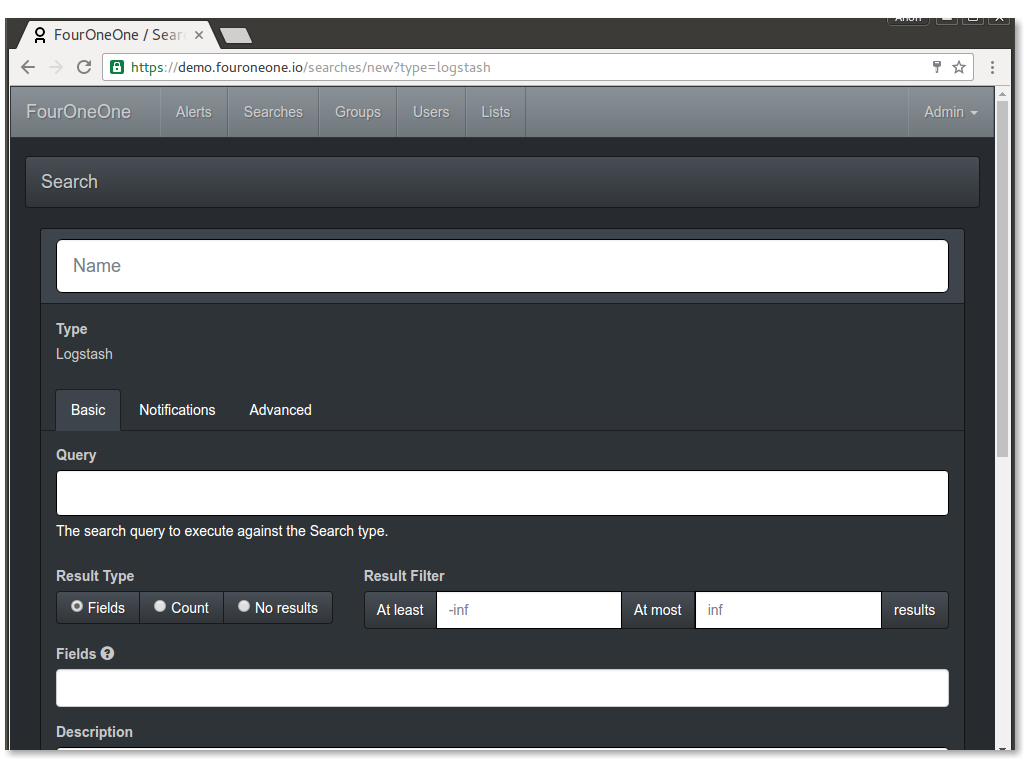 Anon
FourOneOne / Sear
https://demo.fouroneone.io/searches/new?type=logstash
FourOneOne Alerts Searches Groups Users Lists Admin
Search
Name
Type
Logstash
Basic Notifications Advanced
Query
The search query to execute against the Search type.
Result Type Result Filter
Fields Count No results At least -inf At most inf results
Fields
Description